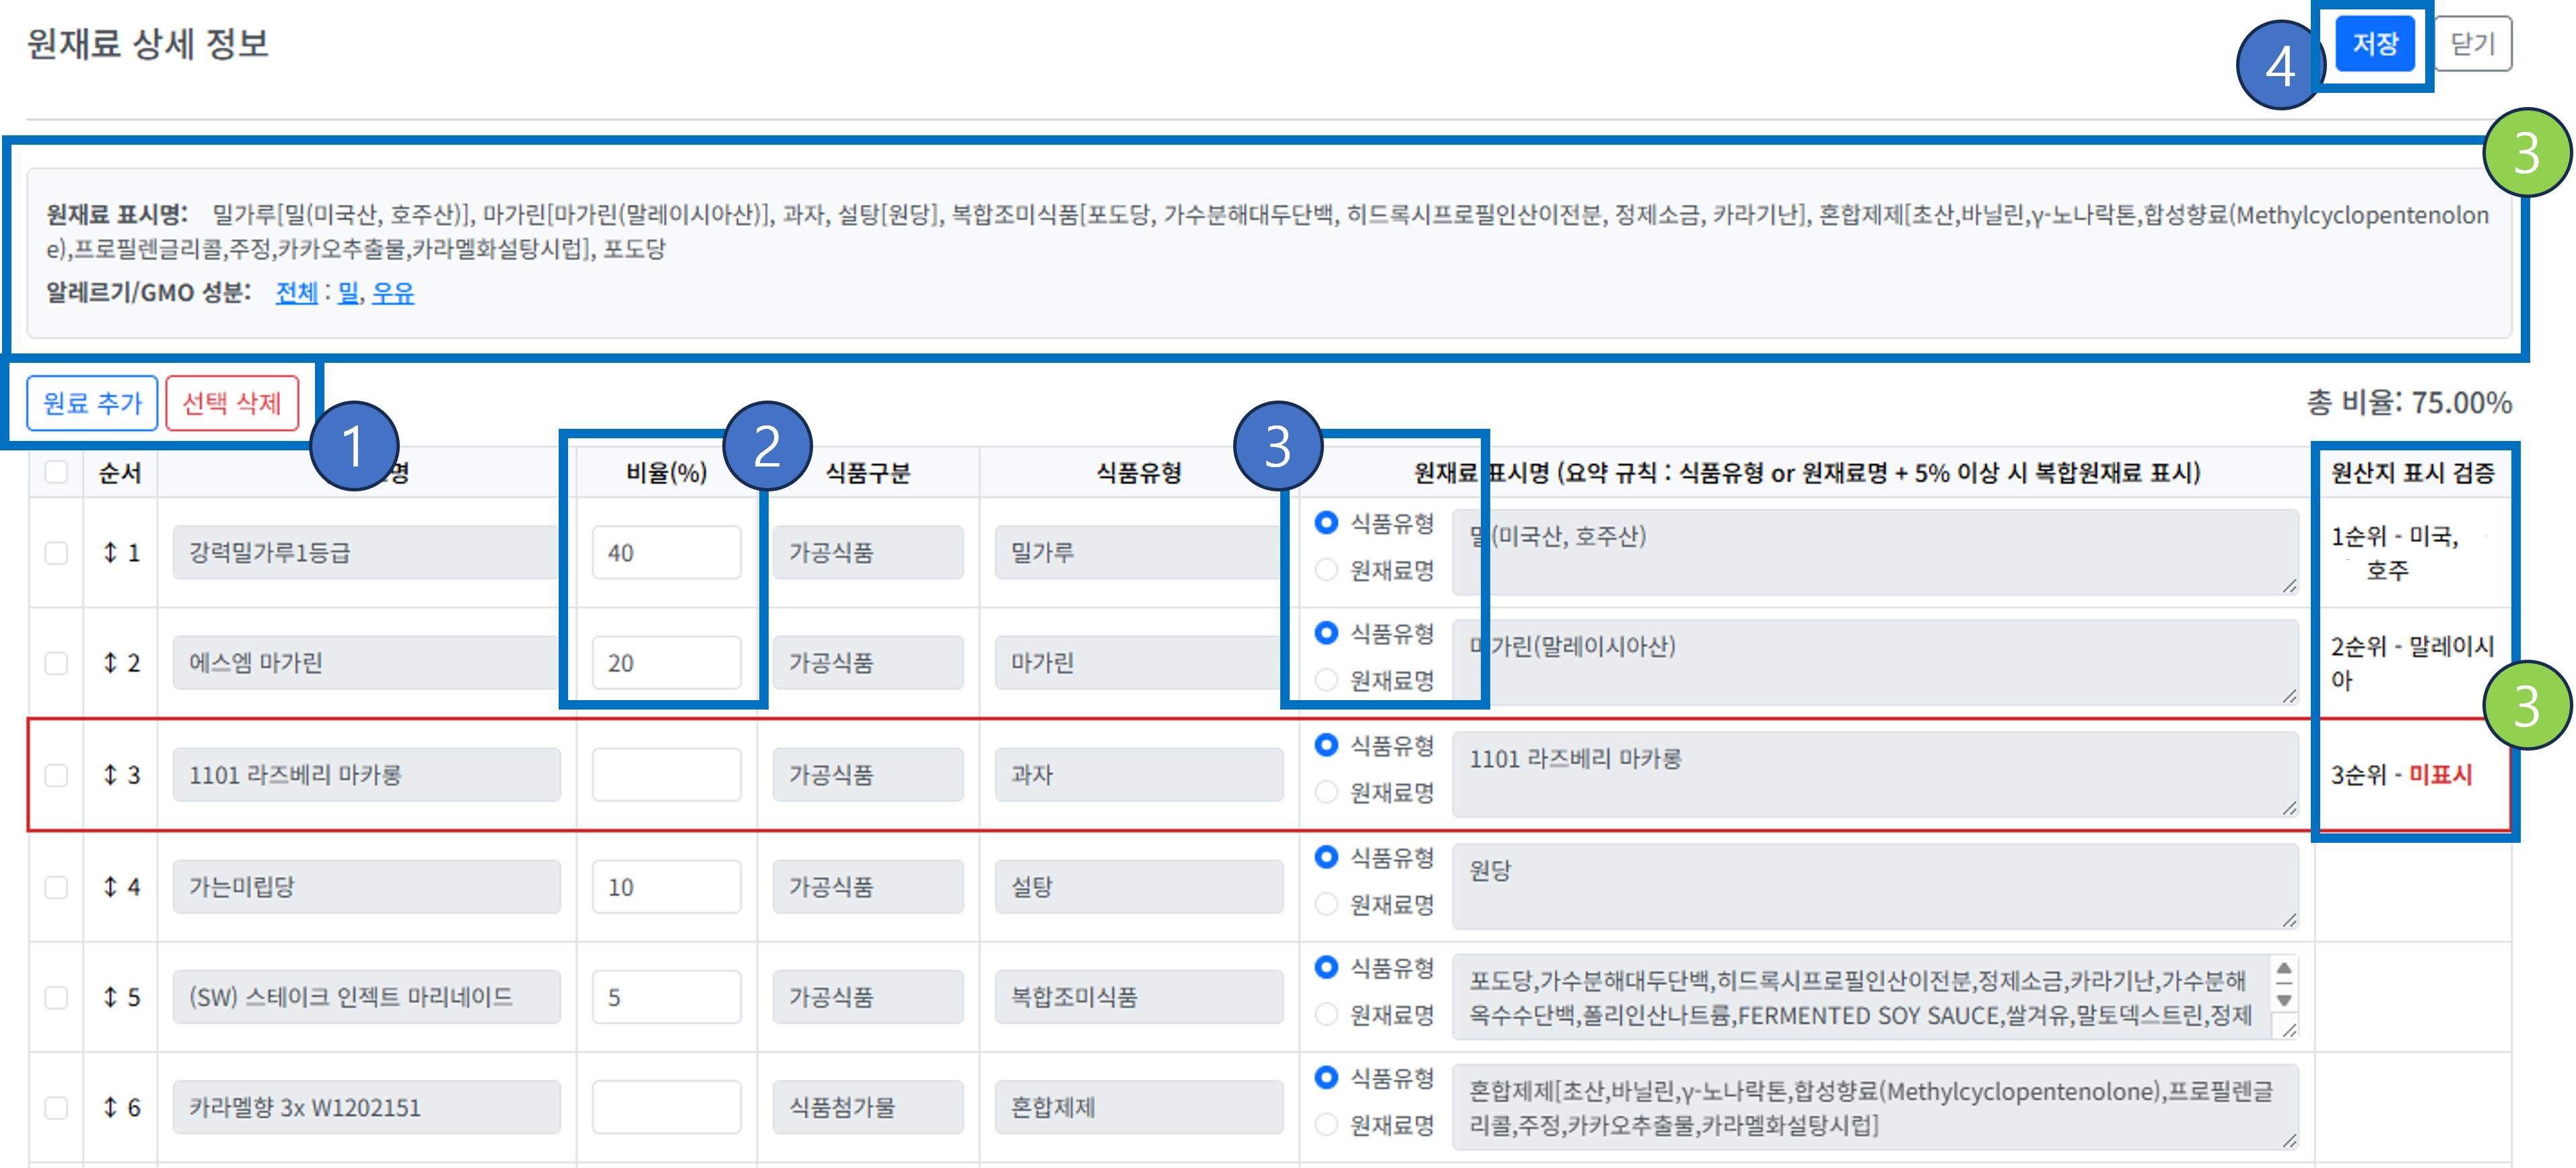 원재료 상세 정보
4
저장
닫기
3
원재료 표시명: 밀가루[밀(미국산, 호주산)], 마가린[마가린(말레이시아산)], 과자, 설탕[원당], 복합조미식품[포도당, 가수분해대두단백, 히드록시프로필인산이전분, 정제소금, 카라기난], 혼합제제[초산,바닐린,γ-노나락톤,합성향료(Methylcyclopentenolon
e),프로필렌글리콜,주정,카카오추출물,카라멜화설탕시럽], 포도당
알레르기/GMO 성분: 전체 : 밀, 우유
원료 추가
선택 삭제
총 비율: 75.00%
1
2
3
순서
명
비율(%)
식품구분
식품유형
원재료 표시명 (요약 규칙 : 식품유형 or 원재료명 + 5% 이상 시 복합원재료 표시)
원산지 표시 검증
↕ 1
강력밀가루1등급
40
가공식품
밀가루
식품유형
원재료명
밀(미국산, 호주산)
1순위 - 미국,
호주
↕ 2
에스엠 마가린
20
가공식품
마가린
식품유형
원재료명
마가린(말레이시아산)
2순위 - 말레이시
아
3
↕ 3
1101 라즈베리 마카롱
가공식품
과자
식품유형
원재료명
1101 라즈베리 마카롱
3순위 - 미표시
↕ 4
가는미립당
10
가공식품
설탕
식품유형
원재료명
원당
↕ 5
(SW) 스테이크 인젝트 마리네이드
5
가공식품
복합조미식품
식품유형
원재료명
포도당,가수분해대두단백,히드록시프로필인산이전분,정제소금,카라기난,가수분해
옥수수단백,폴리인산나트륨,FERMENTED SOY SAUCE,쌀겨유,말토덱스트린,정제
↕ 6
카라멜향 3x W1202151
식품첨가물
혼합제제
식품유형
원재료명
혼합제제[초산,바닐린,γ-노나락톤,합성향료(Methylcyclopentenolone),프로필렌글
리콜,주정,카카오추출물,카라멜화설탕시럽]